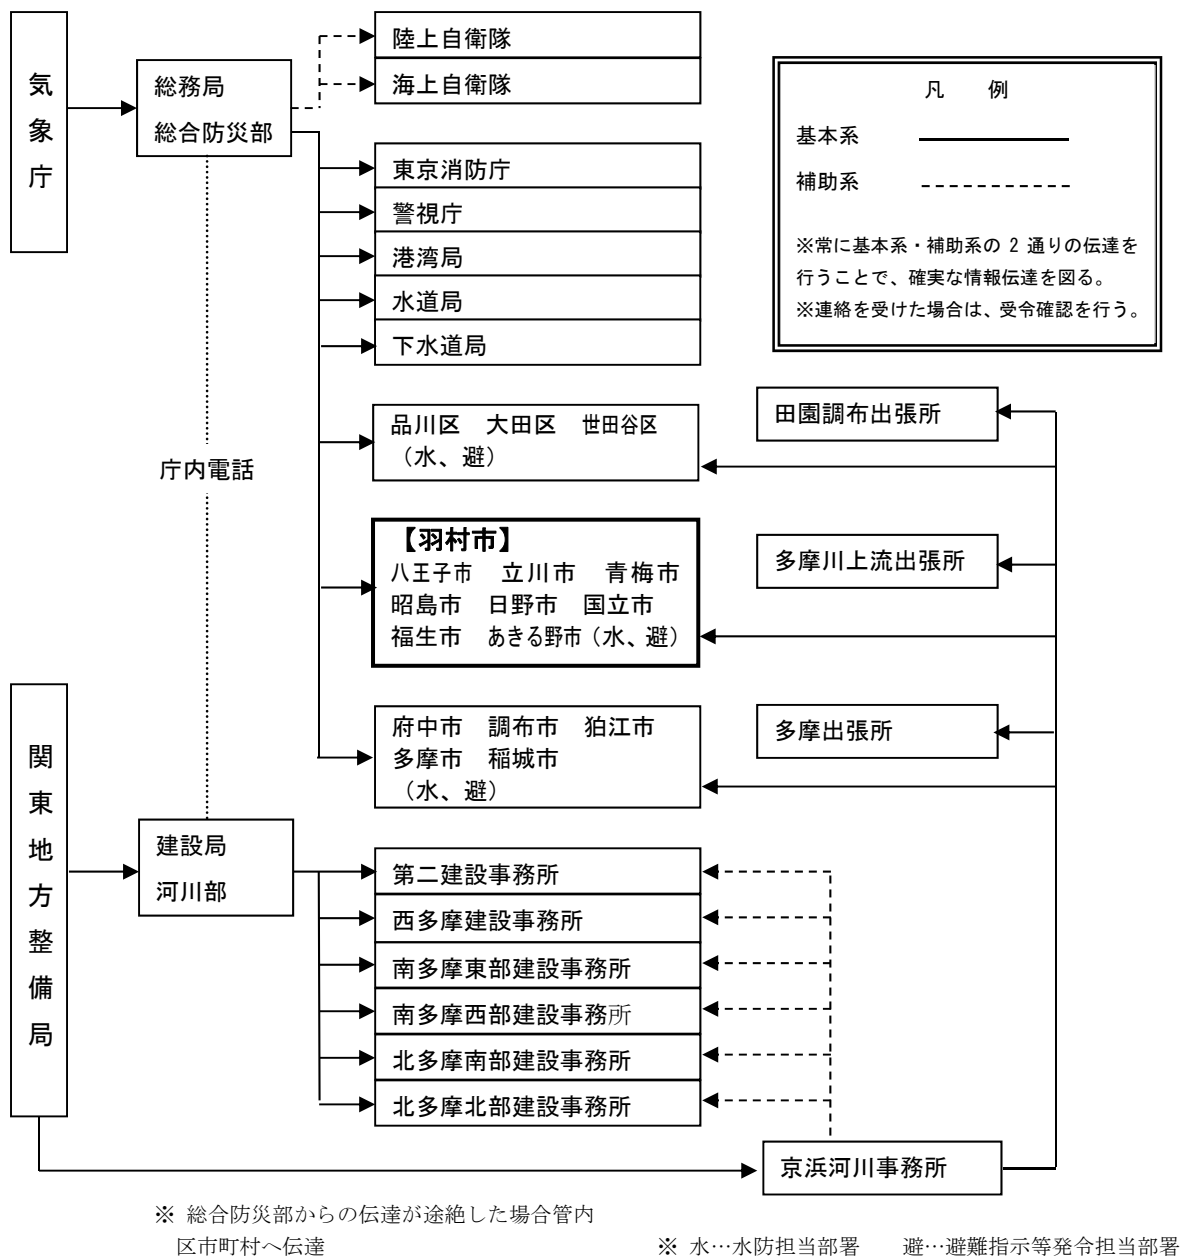 気象庁
総務局
総合防災部
陸上自衛隊
海上自衛隊
東京消防庁
警視庁
港湾局
水道局
下水道局
凡　例
基本系
補助系
※常に基本系・補助系の 2 通りの伝達を
行うことで、確実な情報伝達を図る。
※連絡を受けた場合は、受令確認を行う。
品川区　大田区　世田谷区
（水、避）
田園調布出張所
庁内電話
【羽村市】
八王子市　立川市　青梅市
昭島市　日野市　国立市
福生市　あきる野市（水、避）
多摩川上流出張所
府中市　調布市　狛江市
多摩市　稲城市
（水、避）
多摩出張所
関東地方整備局
建設局
河川部
第二建設事務所
西多摩建設事務所
南多摩東部建設事務所
南多摩西部建設事務所
北多摩南部建設事務所
北多摩北部建設事務所
京浜河川事務所
※ 総合防災部からの伝達が途絶した場合管内
区市町村へ伝達
※ 水…水防担当部署　避…避難指示等発令担当部署